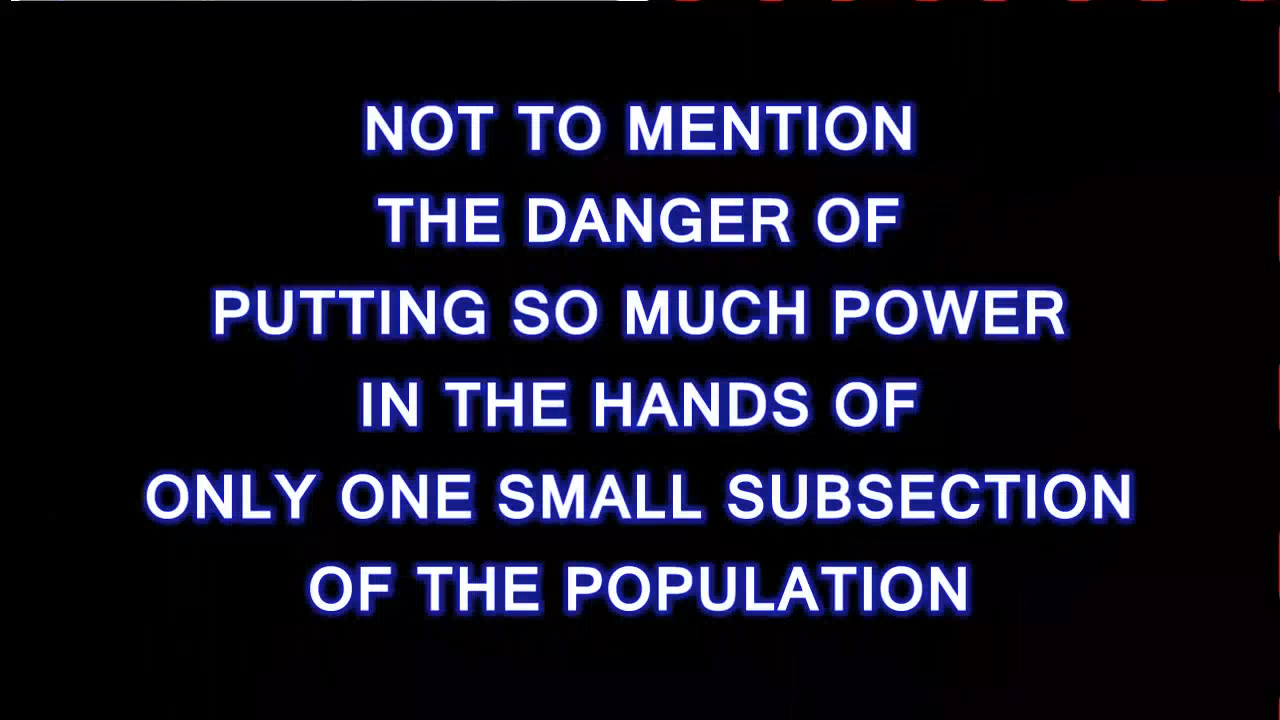 NOT TO MENTION
THE DANGER OF
PUTTING SO MUCH POWER
IN THE HANDS OF
ONLY ONE SMALL SUBSECTION
OF THE POPULATION